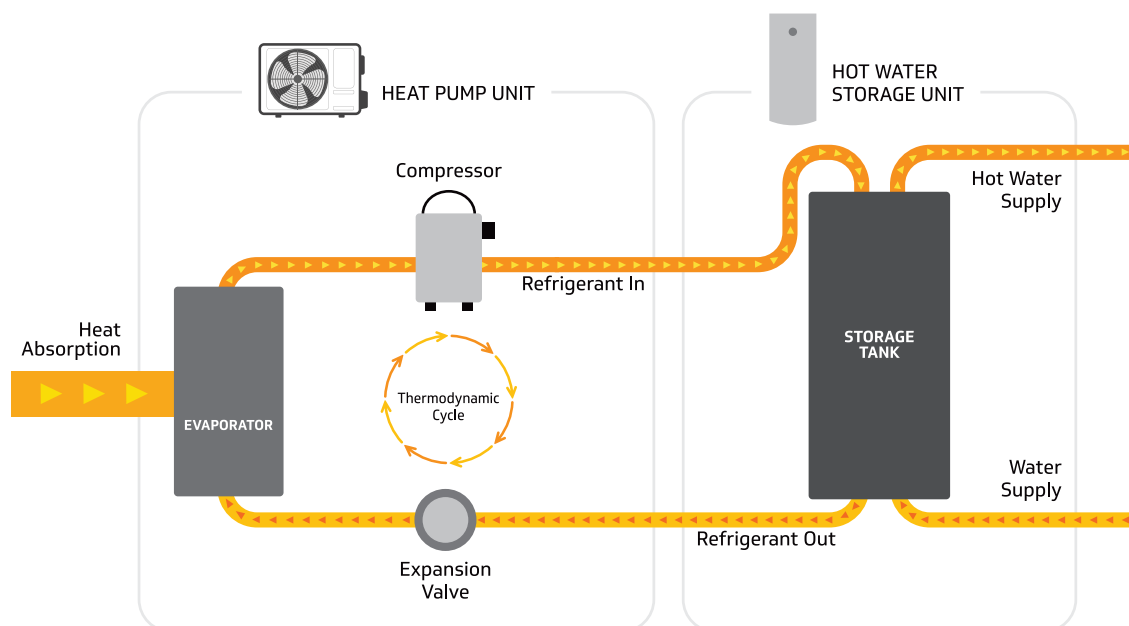 HEAT PUMP UNIT
HOT WATER
STORAGE UNIT
Compressor
Hot Water
Supply
Refrigerant In
Heat
Absorption
STORAGE
TANK
Thermodynamic
Cycle
EVAPORATOR
Water
Supply
Refrigerant Out
Expansion
Valve